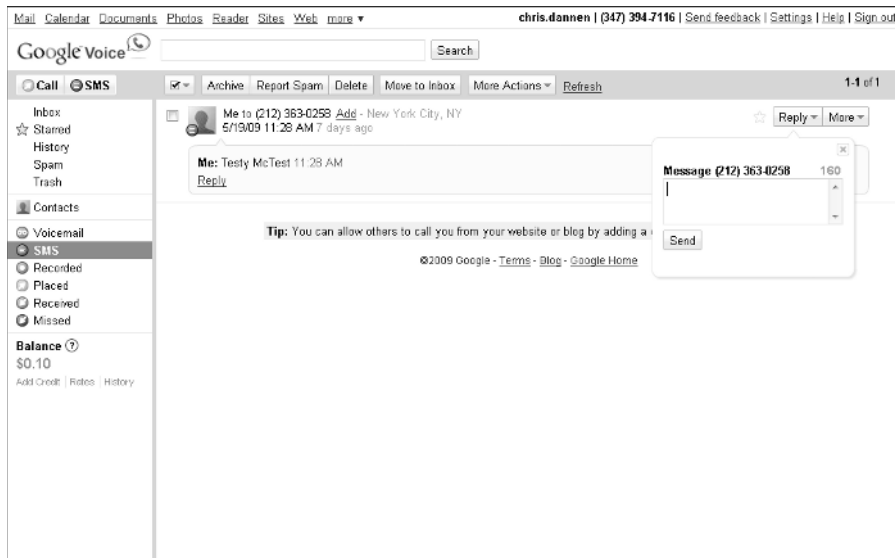 Mail Calendar Documents Photos Reader Sites Web more ▼ chris.dannen | (347) 394-7116 | Send feedback | Settings | Help | Sign out
Google Voice Search
Call SMS Archive Report Spam Delete Move to Inbox More Actions Refresh 1-1 of 1
Inbox
Starred
History
Spam
Trash
Contacts
Voicemail
SMS
Recorded
Placed
Received
Missed
Balance ?
$0.10
Add Credit | Rates | History
Me to (212) 363-0258 Add - New York City, NY
5/19/09 11:28 AM 7 days ago
Reply More
Me: Testy McTest 11:28 AM
Reply
Message (212) 363-0258 160
Send
Tip: You can allow others to call you from your website or blog by adding a
©2009 Google - Terms - Blog - Google Home